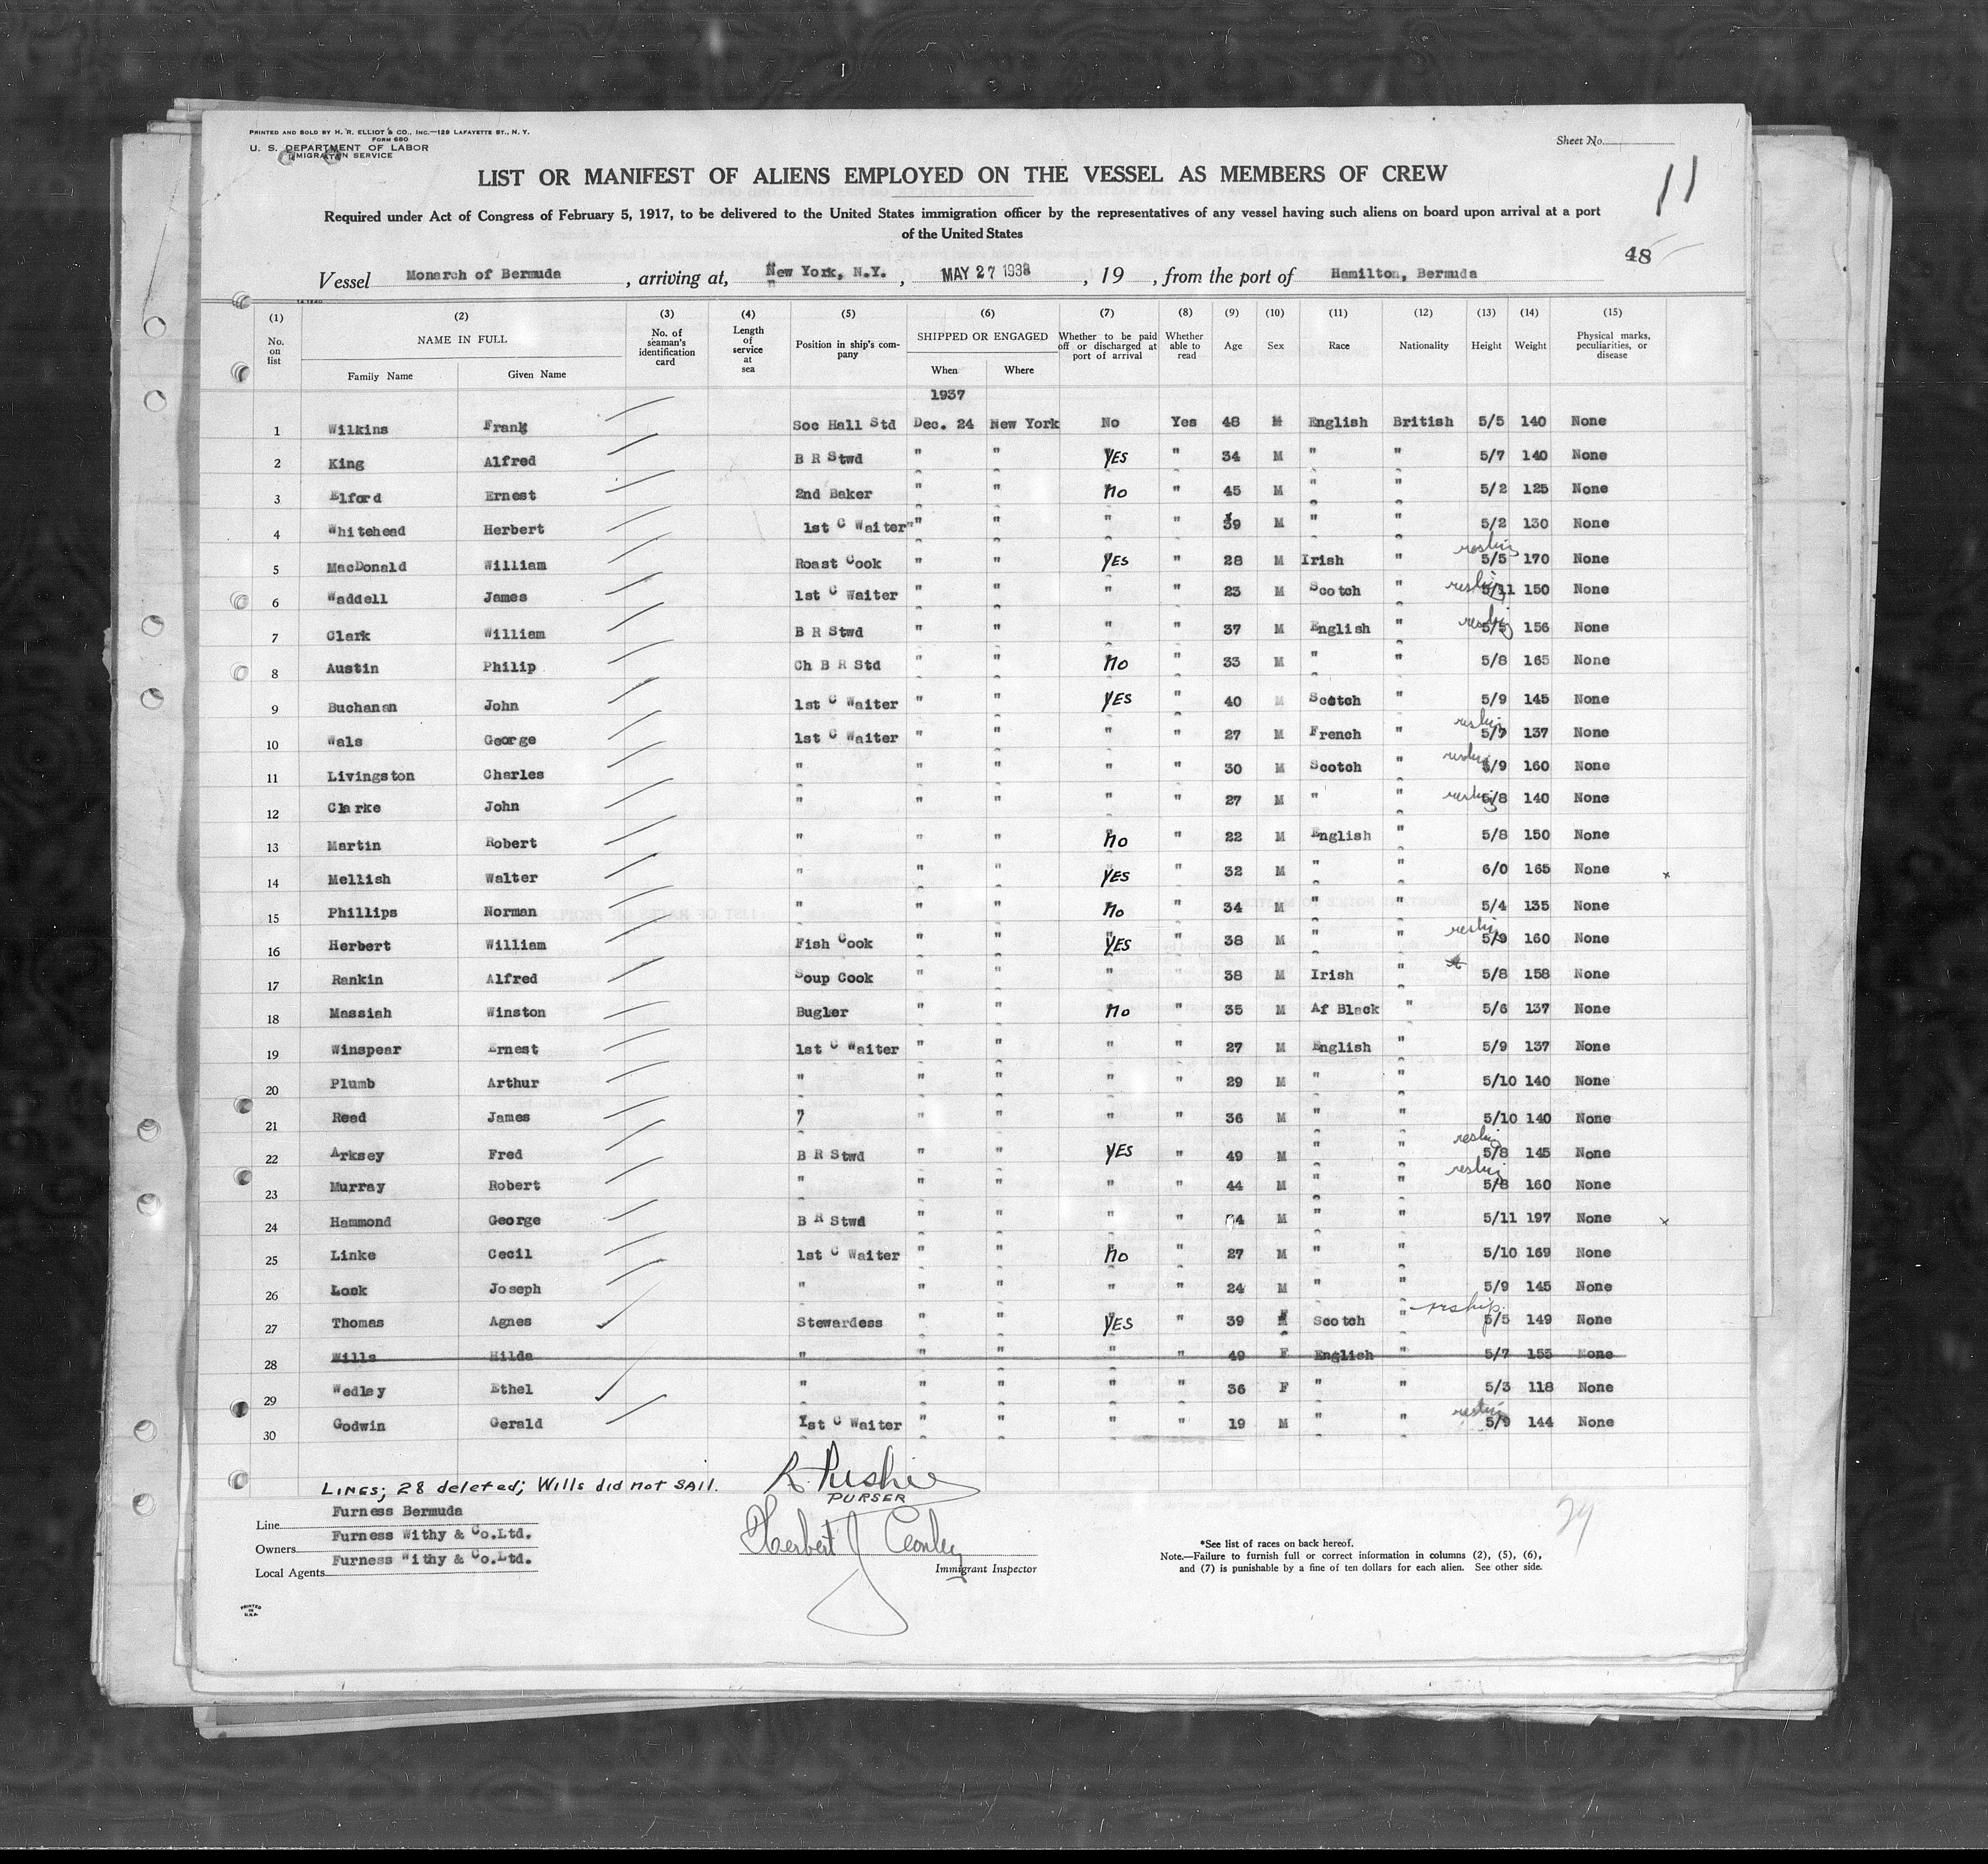 PRINTED AND SOLD BY H. R. ELLIOT & CO., INC.—128 LAFAYETTE ST., N. Y.
FORM 680
U. S. DEPARTMENT OF LABOR
IMMIGRATION SERVICE
Sheet No.
11
LIST OR MANIFEST OF ALIENS EMPLOYED ON THE VESSEL AS MEMBERS OF CREW
Required under Act of Congress of February 5, 1917, to be delivered to the United States immigration officer by the representatives of any vessel having such aliens on board upon arrival at a port
of the United States
48
Vessel Monarch of Bermuda, arriving at, New York, N.Y., MAY 27 1938, 19 , from the port of Hamilton, Bermuda
(1) (2) (3) (4) (5) (6) (7) (8) (9) (10) (11) (12) (13) (14) (15)
No. on list NAME IN FULL Family Name Given Name No. of seaman's identification card Length of service at sea Position in ship's company SHIPPED OR ENGAGED When Where Whether to be paid off or discharged at port of arrival Whether able to read Age Sex Race Nationality Height Weight Physical marks, peculiarities, or disease
1937
1 Wilkins Frank Soc Hall Std Dec. 24 New York No Yes 48 M English British 5/5 140 None
2 King Alfred B R Stwd " " YES " 34 M " " 5/7 140 None
3 Elford Ernest 2nd Baker " " No " 45 M " " 5/2 125 None
4 Whitehead Herbert 1st C Waiter " " " " 39 M " " 5/2 130 None
5 MacDonald William Roast Cook " " YES " 28 M Irish " reship 5/5 170 None
6 Waddell James 1st C Waiter " " " " 23 M Scotch " reship 5/11 150 None
7 Clark William B R Stwd " " " " 37 M English " reship 5/5 156 None
8 Austin Philip Ch B R Std " " No " 33 M " " 5/8 165 None
9 Buchanan John 1st C Waiter " " YES " 40 M Scotch " 5/9 145 None
10 Wals George 1st C Waiter " " " " 27 M French " reship 5/7 137 None
11 Livingston Charles " " " " " 30 M Scotch " reship 5/9 160 None
12 Clarke John " " " " " 27 M " " reship 5/8 140 None
13 Martin Robert " " " No " 22 M English " 5/8 150 None
14 Mellish Walter " " " YES " 32 M " " 6/0 165 None x
15 Phillips Norman " " " No " 34 M " " 5/4 135 None
16 Herbert William Fish Cook " " YES " 38 M " " reship 5/9 160 None
17 Rankin Alfred Soup Cook " " " " 38 M Irish " 5/8 158 None
18 Massiah Winston Bugler " " No " 35 M Af Black " 5/6 137 None
19 Winspear Ernest 1st C Waiter " " " " 27 M English " 5/9 137 None
20 Plumb Arthur " " " " " 29 M " " 5/10 140 None
21 Read James " " " " " 36 M " " 5/10 140 None
22 Arksey Fred B R Stwd " " YES " 49 M " " reship 5/8 145 None
23 Murray Robert " " " " " 44 M " " reship 5/8 160 None
24 Hammond George B R Stwd " " " " 4 M " " 5/11 197 None x
25 Linke Cecil 1st C Waiter " " No " 27 M " " 5/10 169 None
26 Lock Joseph " " " " " 24 M " " 5/9 145 None
27 Thomas Agnes Stewardess " " YES " 39 F Scotch " reship 5/5 149 None
28 Wills Hilda " " " " " 49 F English " 5/7 155 None
29 Wedley Ethel " " " " " 36 F " " 5/3 118 None
30 Godwin Gerald 1st C Waiter " " " " 19 M " " reship 5/9 144 None
LINES; 28 deleted; Wills did not SAIL.
PURSER
Line Furness Bermuda
Owners Furness Withy & Co.Ltd.
Local Agents Furness Withy & Co.Ltd.
Herbert J
Immigrant Inspector
*See list of races on back hereof.
Note.—Failure to furnish full or correct information in columns (2), (5), (6),
and (7) is punishable by a fine of ten dollars for each alien. See other side.
29
PRINTED
IN
U.S.A.